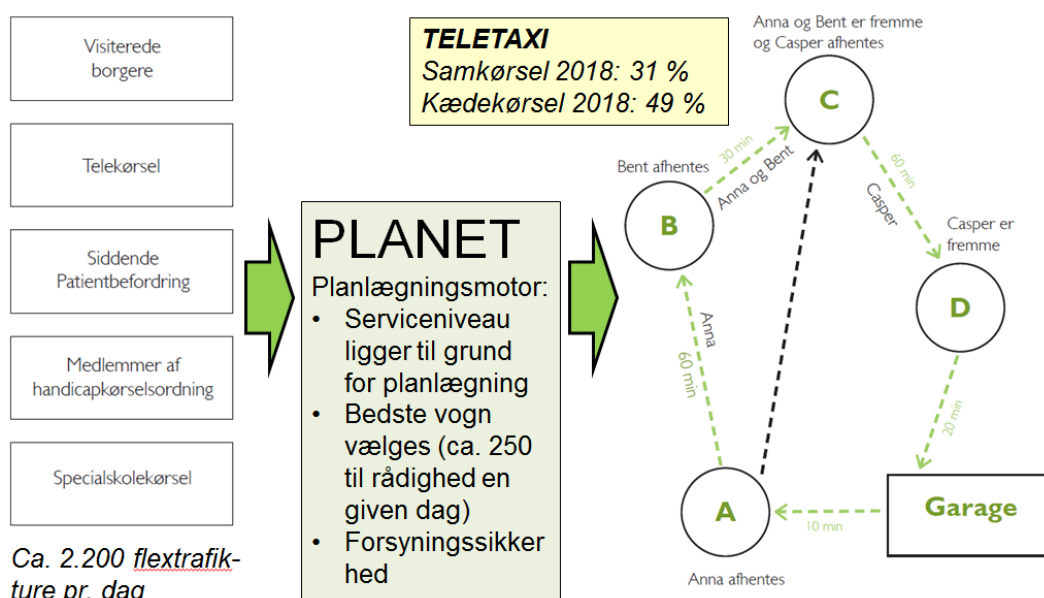 Visiterede
borgere
Telekørsel
Siddende
Patientbefordring
Medlemmer af
handicapkørselsordning
Specialskolekørsel
Ca. 2.200 flextrafik-
ture pr. dag
PLANET
Planlægningsmotor:
• Serviceniveau
ligger til grund
for planlægning
• Bedste vogn
vælges (ca. 250
til rådighed en
given dag)
• Forsyningssikker
hed
TELETAXI
Samkørsel 2018: 31 %
Kædekørsel 2018: 49 %
Anna og Bent er fremme
og Casper afhentes
C
30 min
Anna og Bent
60 min
Casper
Bent afhentes
B
Casper er
fremme
D
Anna
60 min
20 min
A
10 min
Garage
Anna afhentes